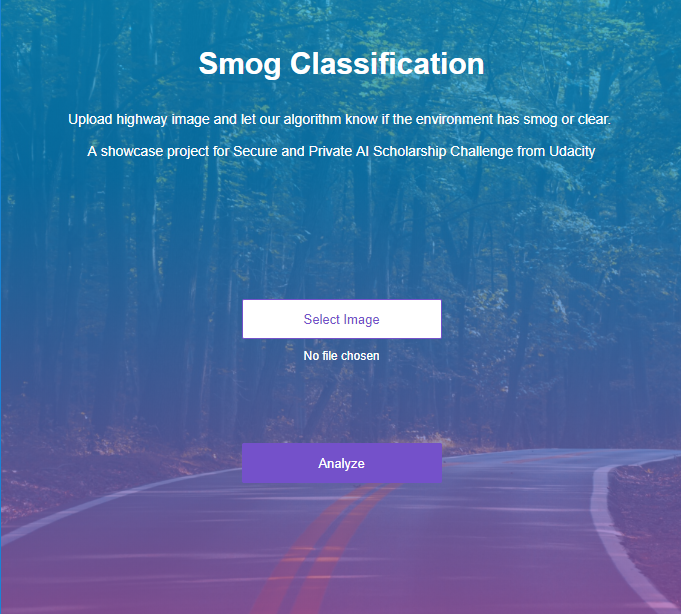 Smog Classification
Upload highway image and let our algorithm know if the environment has smog or clear.
A showcase project for Secure and Private AI Scholarship Challenge from Udacity
Select Image
No file chosen
Analyze